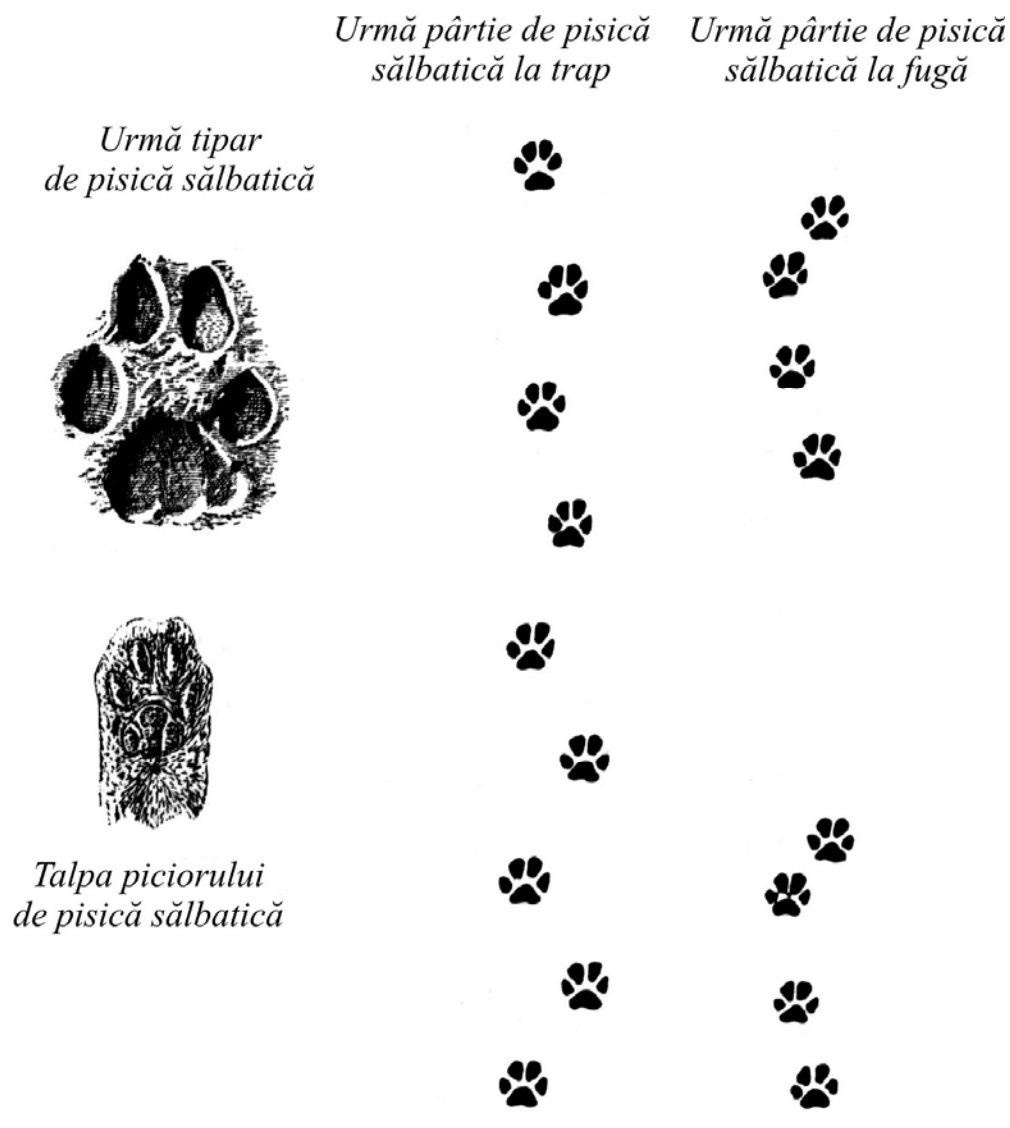 Urmă pârtie de pisică
sălbatică la trap
Urmă pârtie de pisică
sălbatică la fugă
Urmă tipar
de pisică sălbatică
Talpa piciorului
de pisică sălbatică